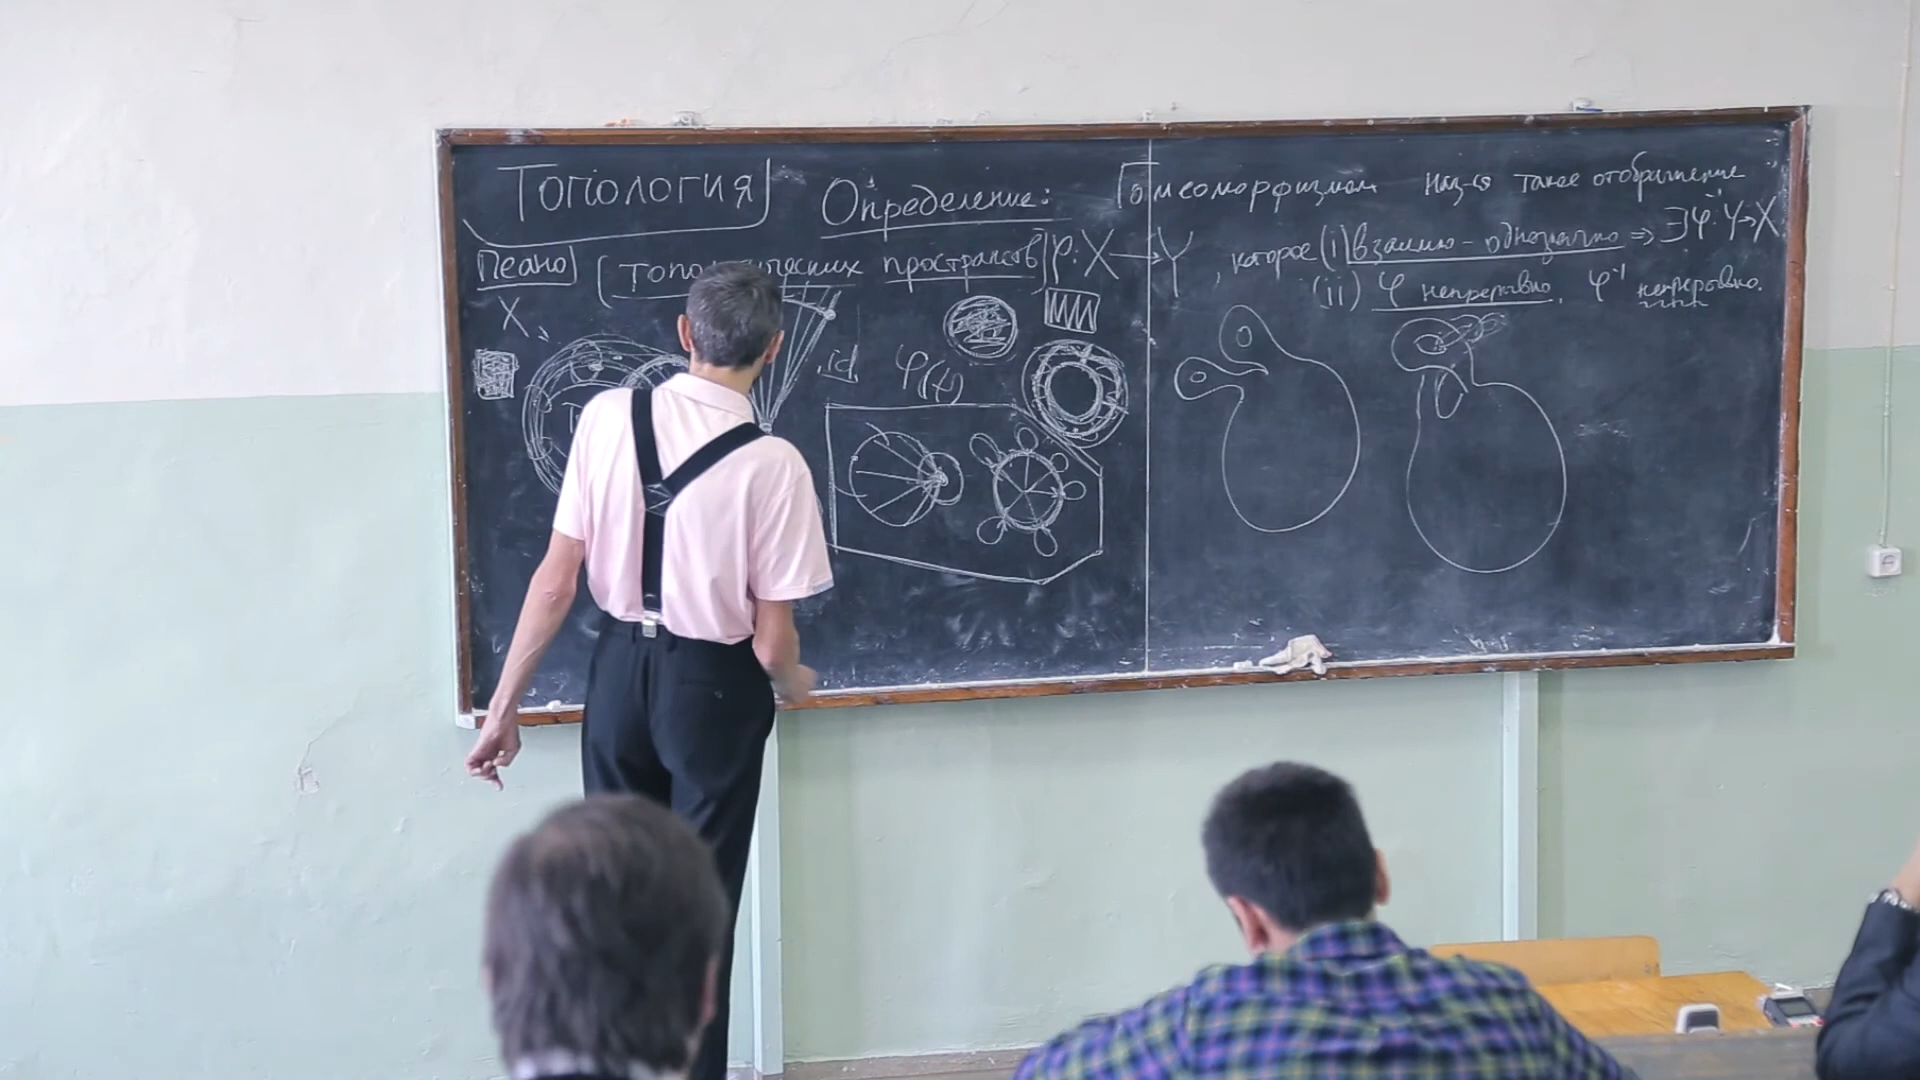 Топология
Определение: Гомеоморфизмом наз-ся такое отображение
Пеано [топологических пространств] φ: X → Y, которое (i) взаимно-однозначно ⇒ ∃ φ⁻¹: Y→X
(ii) φ непрерывно, φ⁻¹ непрерывно.
X
id φ(x)